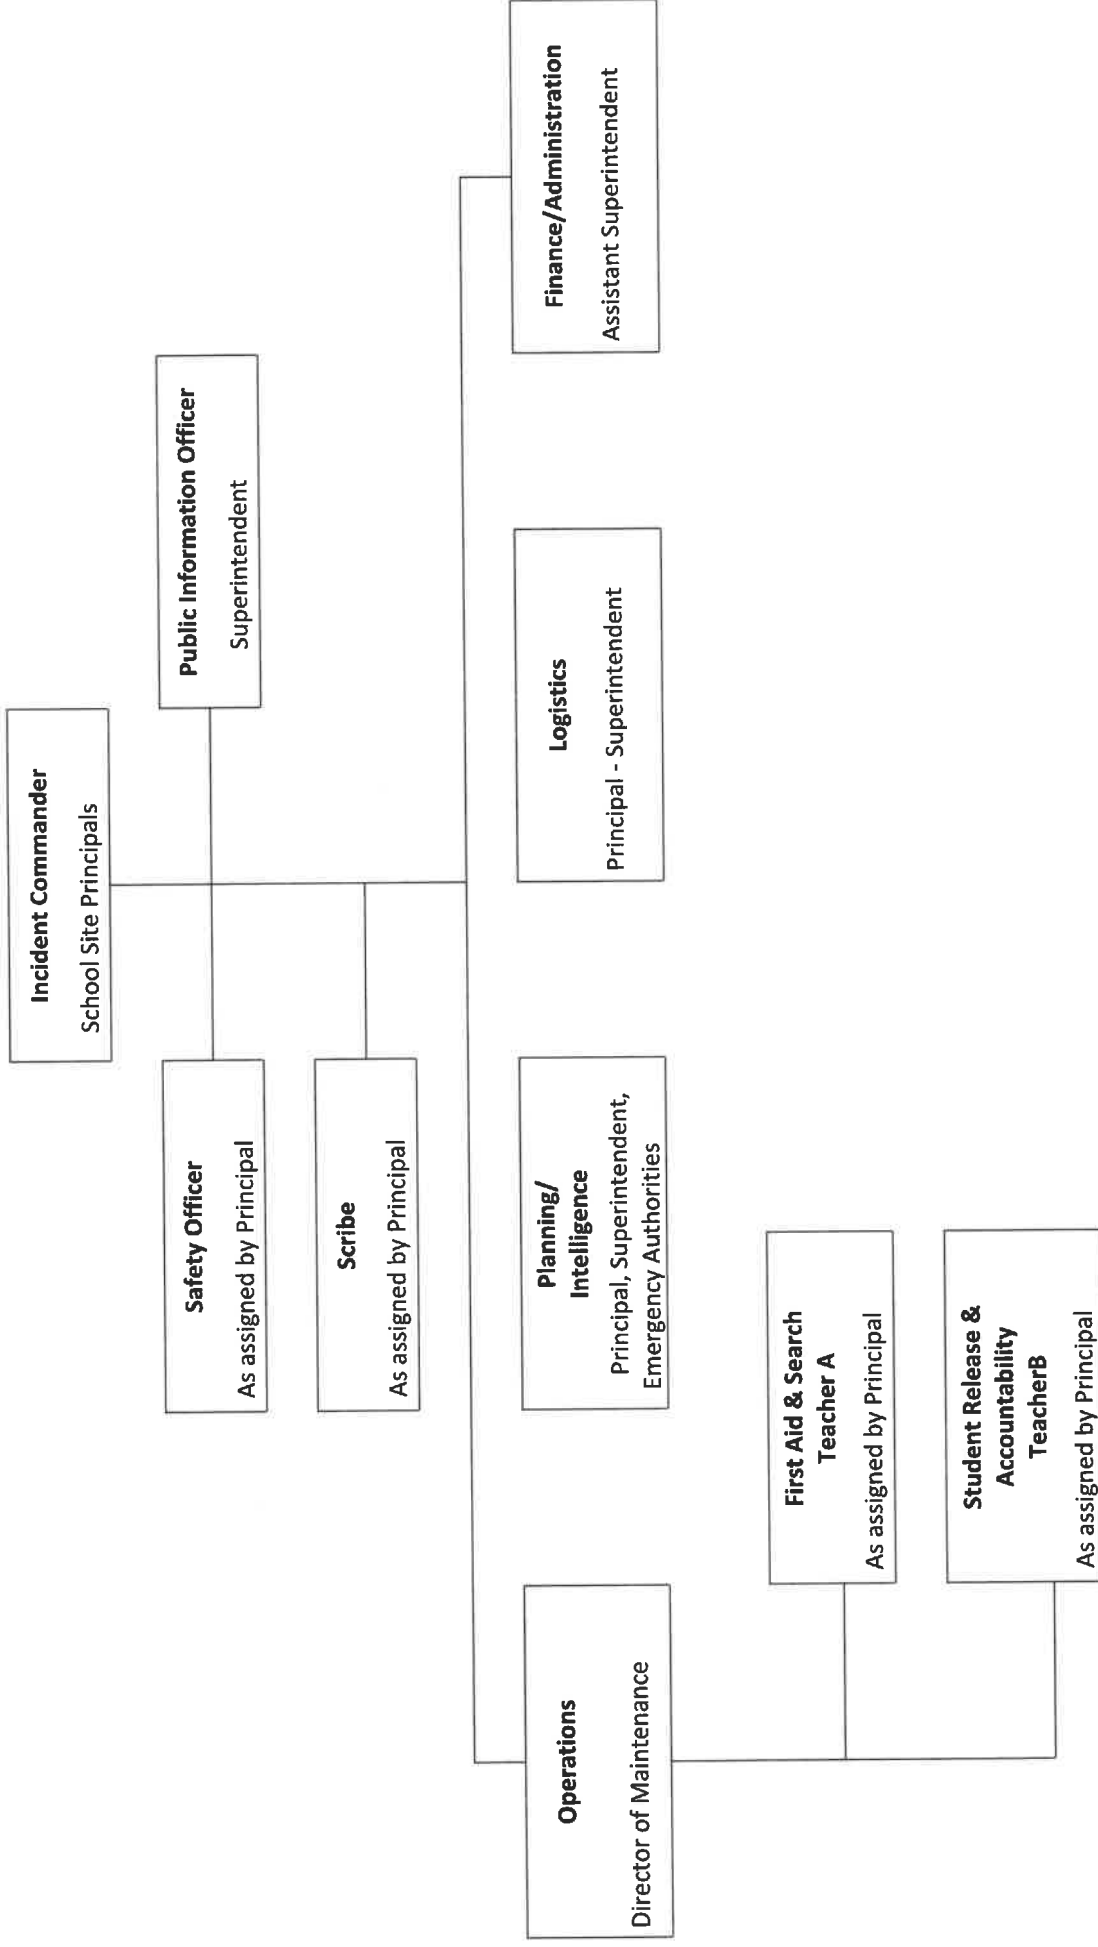 Incident Commander
School Site Principals
Public Information Officer
Superintendent
Safety Officer
As assigned by Principal
Scribe
As assigned by Principal
Operations
Director of Maintenance
Planning/
Intelligence
Principal, Superintendent,
Emergency Authorities
Logistics
Principal - Superintendent
Finance/Administration
Assistant Superintendent
First Aid & Search
Teacher A
As assigned by Principal
Student Release &
Accountability
TeacherB
As assigned by Principal